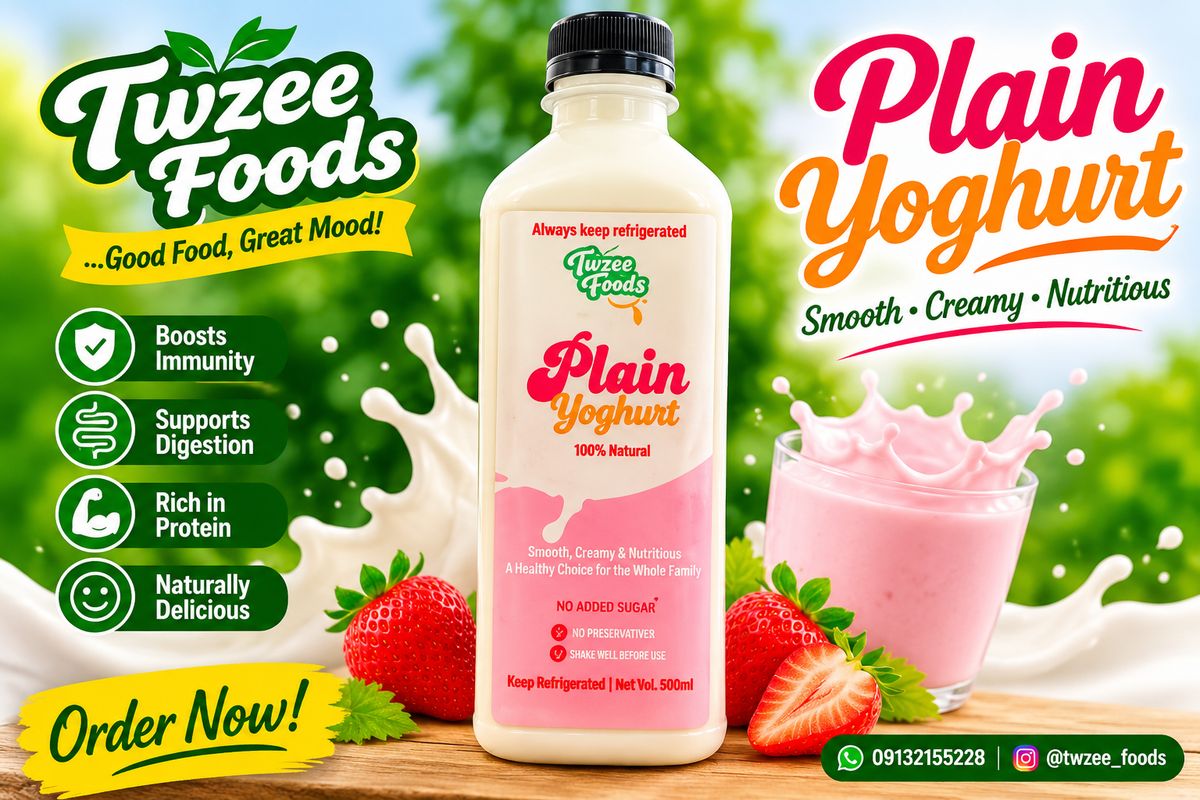 Twzee
Foods
...Good Food, Great Mood!
Boosts
Immunity
Supports
Digestion
Rich in
Protein
Naturally
Delicious
Order Now!
Always keep refrigerated
Twzee
Foods
Plain
Yoghurt
100% Natural
Smooth, Creamy & Nutritious
A Healthy Choice for the Whole Family
NO ADDED SUGAR*
NO PRESERVATIVER
SHAKE WELL BEFORE USE
Keep Refrigerated | Net Vol. 500ml
Plain
Yoghurt
Smooth • Creamy • Nutritious
09132155228 | @twzee_foods